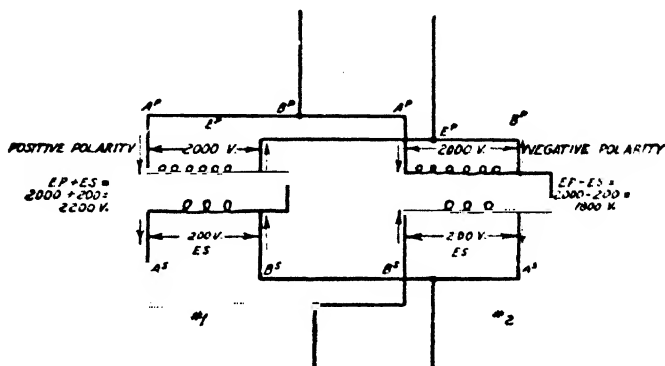 A^P E^P B^P A^P E^P B^P
POSITIVE POLARITY 2000 V. 2000 V. NEGATIVE POLARITY
EP+ES=
2000+200=
2200 V.
EP-ES=
2000-200=
1800 V.
200 V. 200 V.
ES ES
A^S B^S B^S A^S
#1 #2